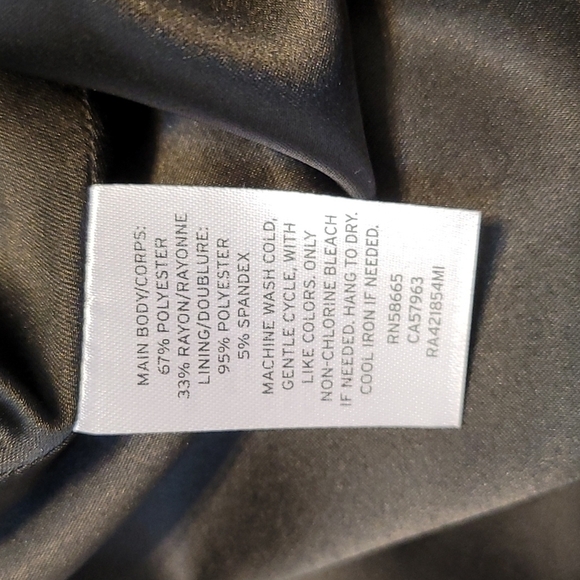 MAIN BODY/CORPS:
67% POLYESTER
33% RAYON/RAYONNE
LINING/DOUBLURE:
95% POLYESTER
5% SPANDEX
MACHINE WASH COLD,
GENTLE CYCLE, WITH
LIKE COLORS. ONLY
NON-CHLORINE BLEACH
IF NEEDED. HANG TO DRY.
COOL IRON IF NEEDED.
RN58665
CA57963
RA421854MI